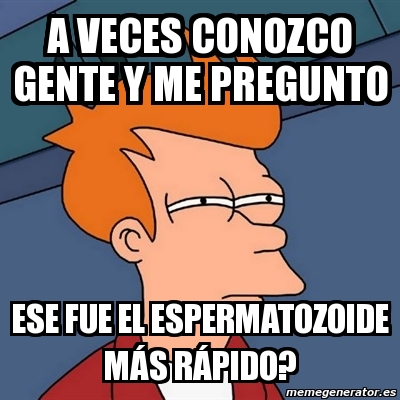 A VECES CONOZCO
GENTE Y ME PREGUNTO
ESE FUE EL ESPERMATOZOIDE
MÁS RÁPIDO?
memegenerator.es